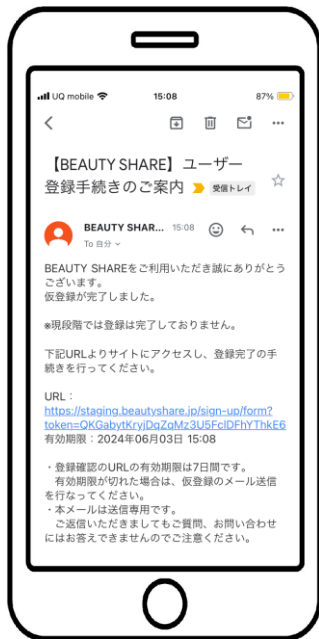 UQ mobile 15:08 87%
【BEAUTY SHARE】ユーザー
登録手続きのご案内 受信トレイ
BEAUTY SHAR... 15:08
To 自分
BEAUTY SHAREをご利用いただき誠にありがとう
ございます。
仮登録が完了しました。
※現段階では登録は完了しておりません。
下記URLよりサイトにアクセスし、登録完了の手
続きを行ってください。
URL：
https://staging.beautyshare.jp/sign-up/form?
token=QKGabytKryjDqZqMz3U5FcIDFhYThkE6
有効期限：2024年06月03日 15:08
・登録確認のURLの有効期限は7日間です。
有効期限が切れた場合は、仮登録のメール送信
を行なってください。
・本メールは送信専用です。
ご返信いただきましてもご質問、お問い合わせ
にはお答えできませんのでご注意ください。